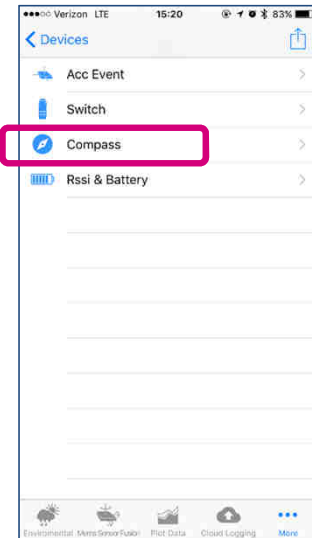 Verizon LTE 15:20 83%
Devices
Acc Event
Switch
Compass
Rssi & Battery
Enviromental Mems Sensor Fusion Plot Data Cloud Logging More